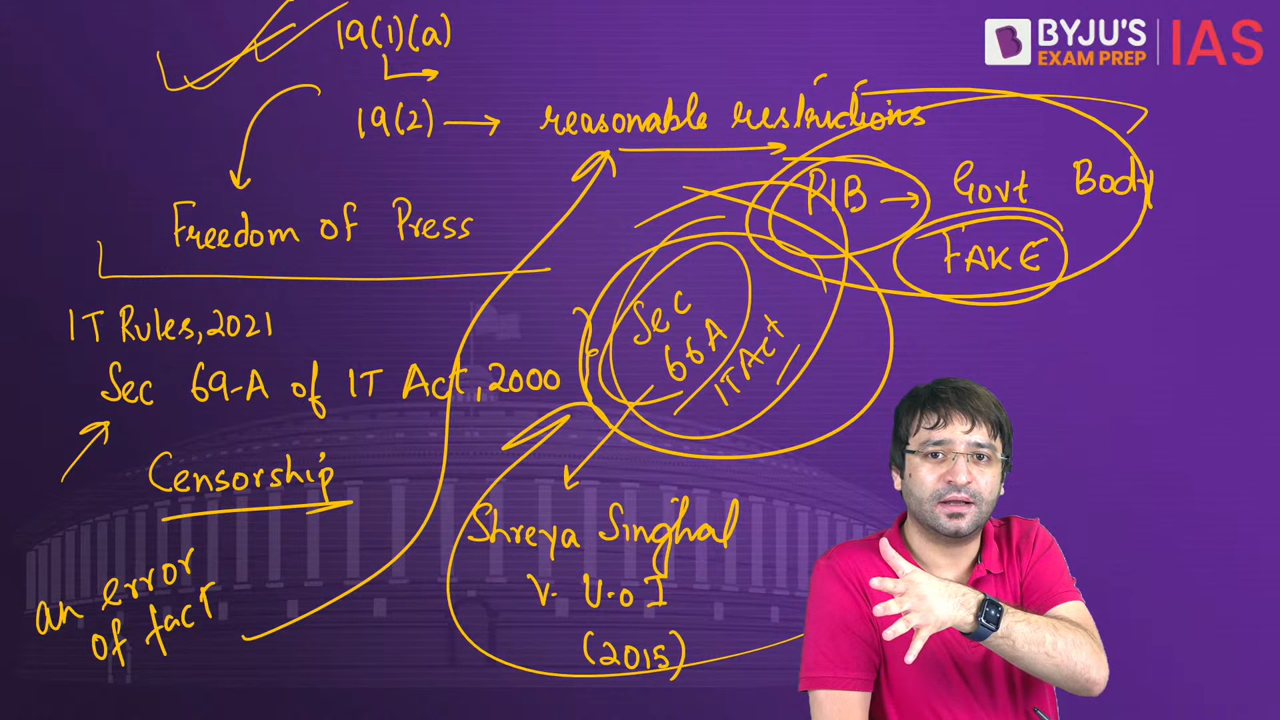 19(1)(a)
19(2) → reasonable restrictions
Freedom of Press
IT Rules, 2021
Sec 69-A of IT Act, 2000
Censorship
an error
of fact
PIB → Govt Body
FAKE
Sec
66A
IT Act
Shreya Singhal
V. U.o I
(2015)
BYJU'S
EXAM PREP
IAS